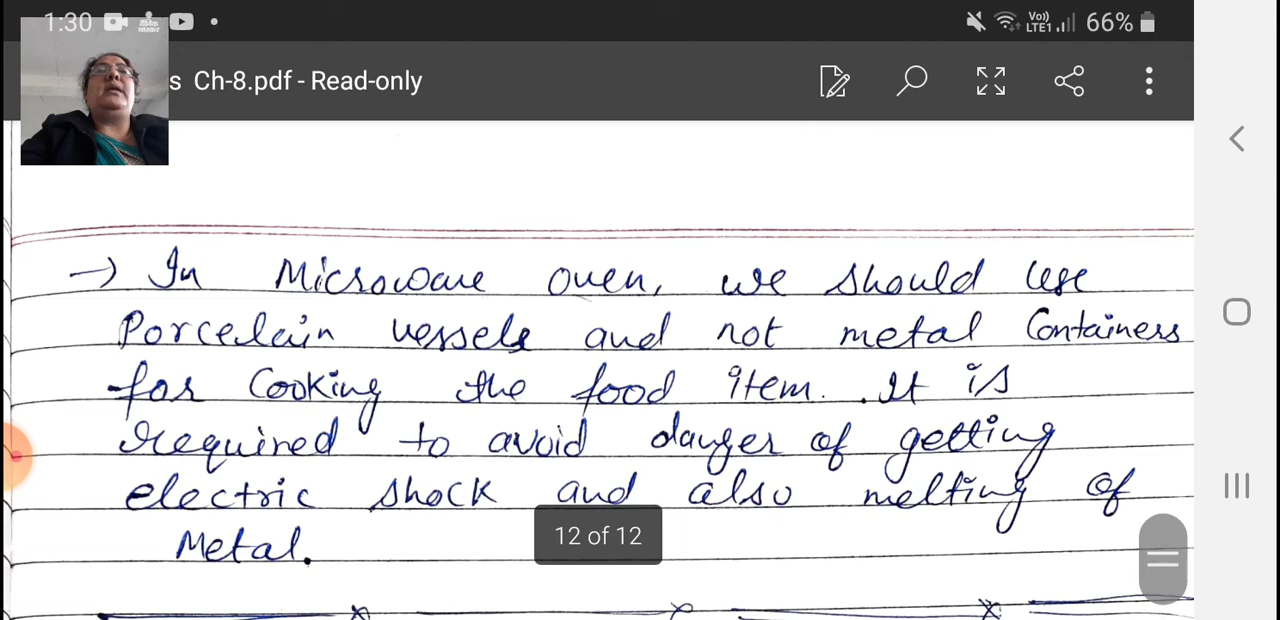 1:30
Vo))
LTE1
66%
s Ch-8.pdf - Read-only
→ In Microwave oven, we should use
Porcelain vessels and not metal Containers
for Cooking the food item. It is
required to avoid danger of getting
electric shock and also melting of
Metal.
12 of 12